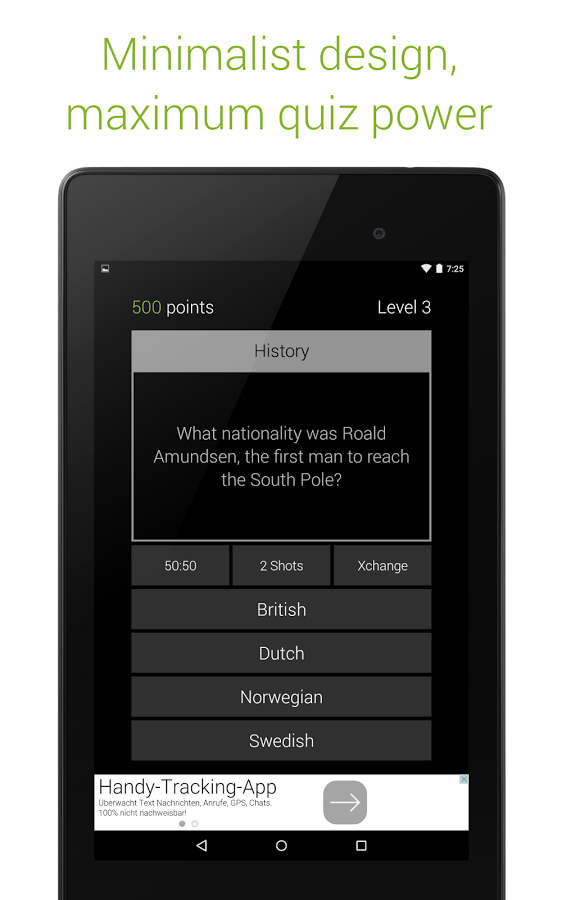 Minimalist design,
maximum quiz power
7:25
500 points
Level 3
History
What nationality was Roald
Amundsen, the first man to reach
the South Pole?
50:50
2 Shots
Xchange
British
Dutch
Norwegian
Swedish
Handy-Tracking-App
Überwacht Text Nachrichten, Anrufe, GPS, Chats.
100% nicht nachweisbar!